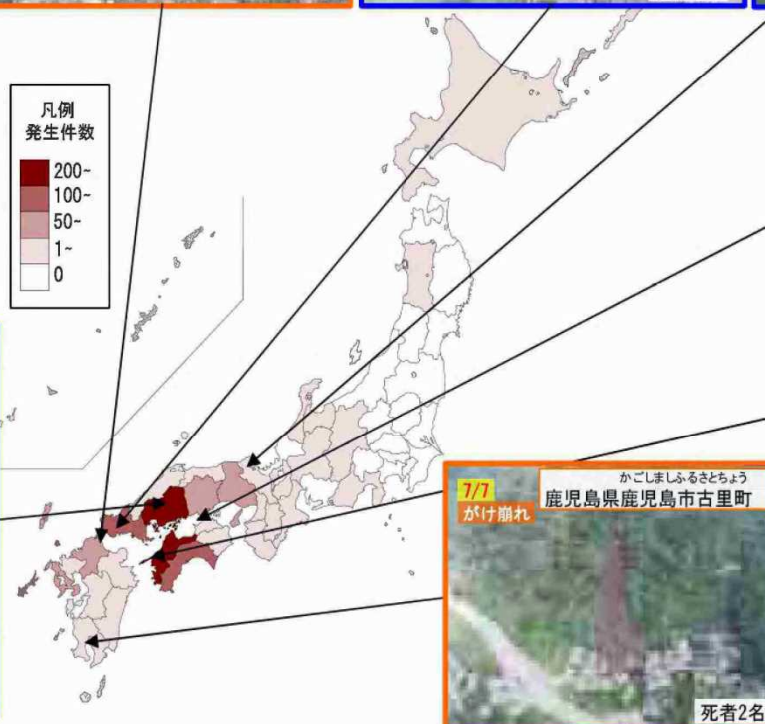 凡例
発生件数
200~
100~
50~
1~
0
7/7
がけ崩れ
かごしましふるさとちょう
鹿児島県鹿児島市古里町
死者2名